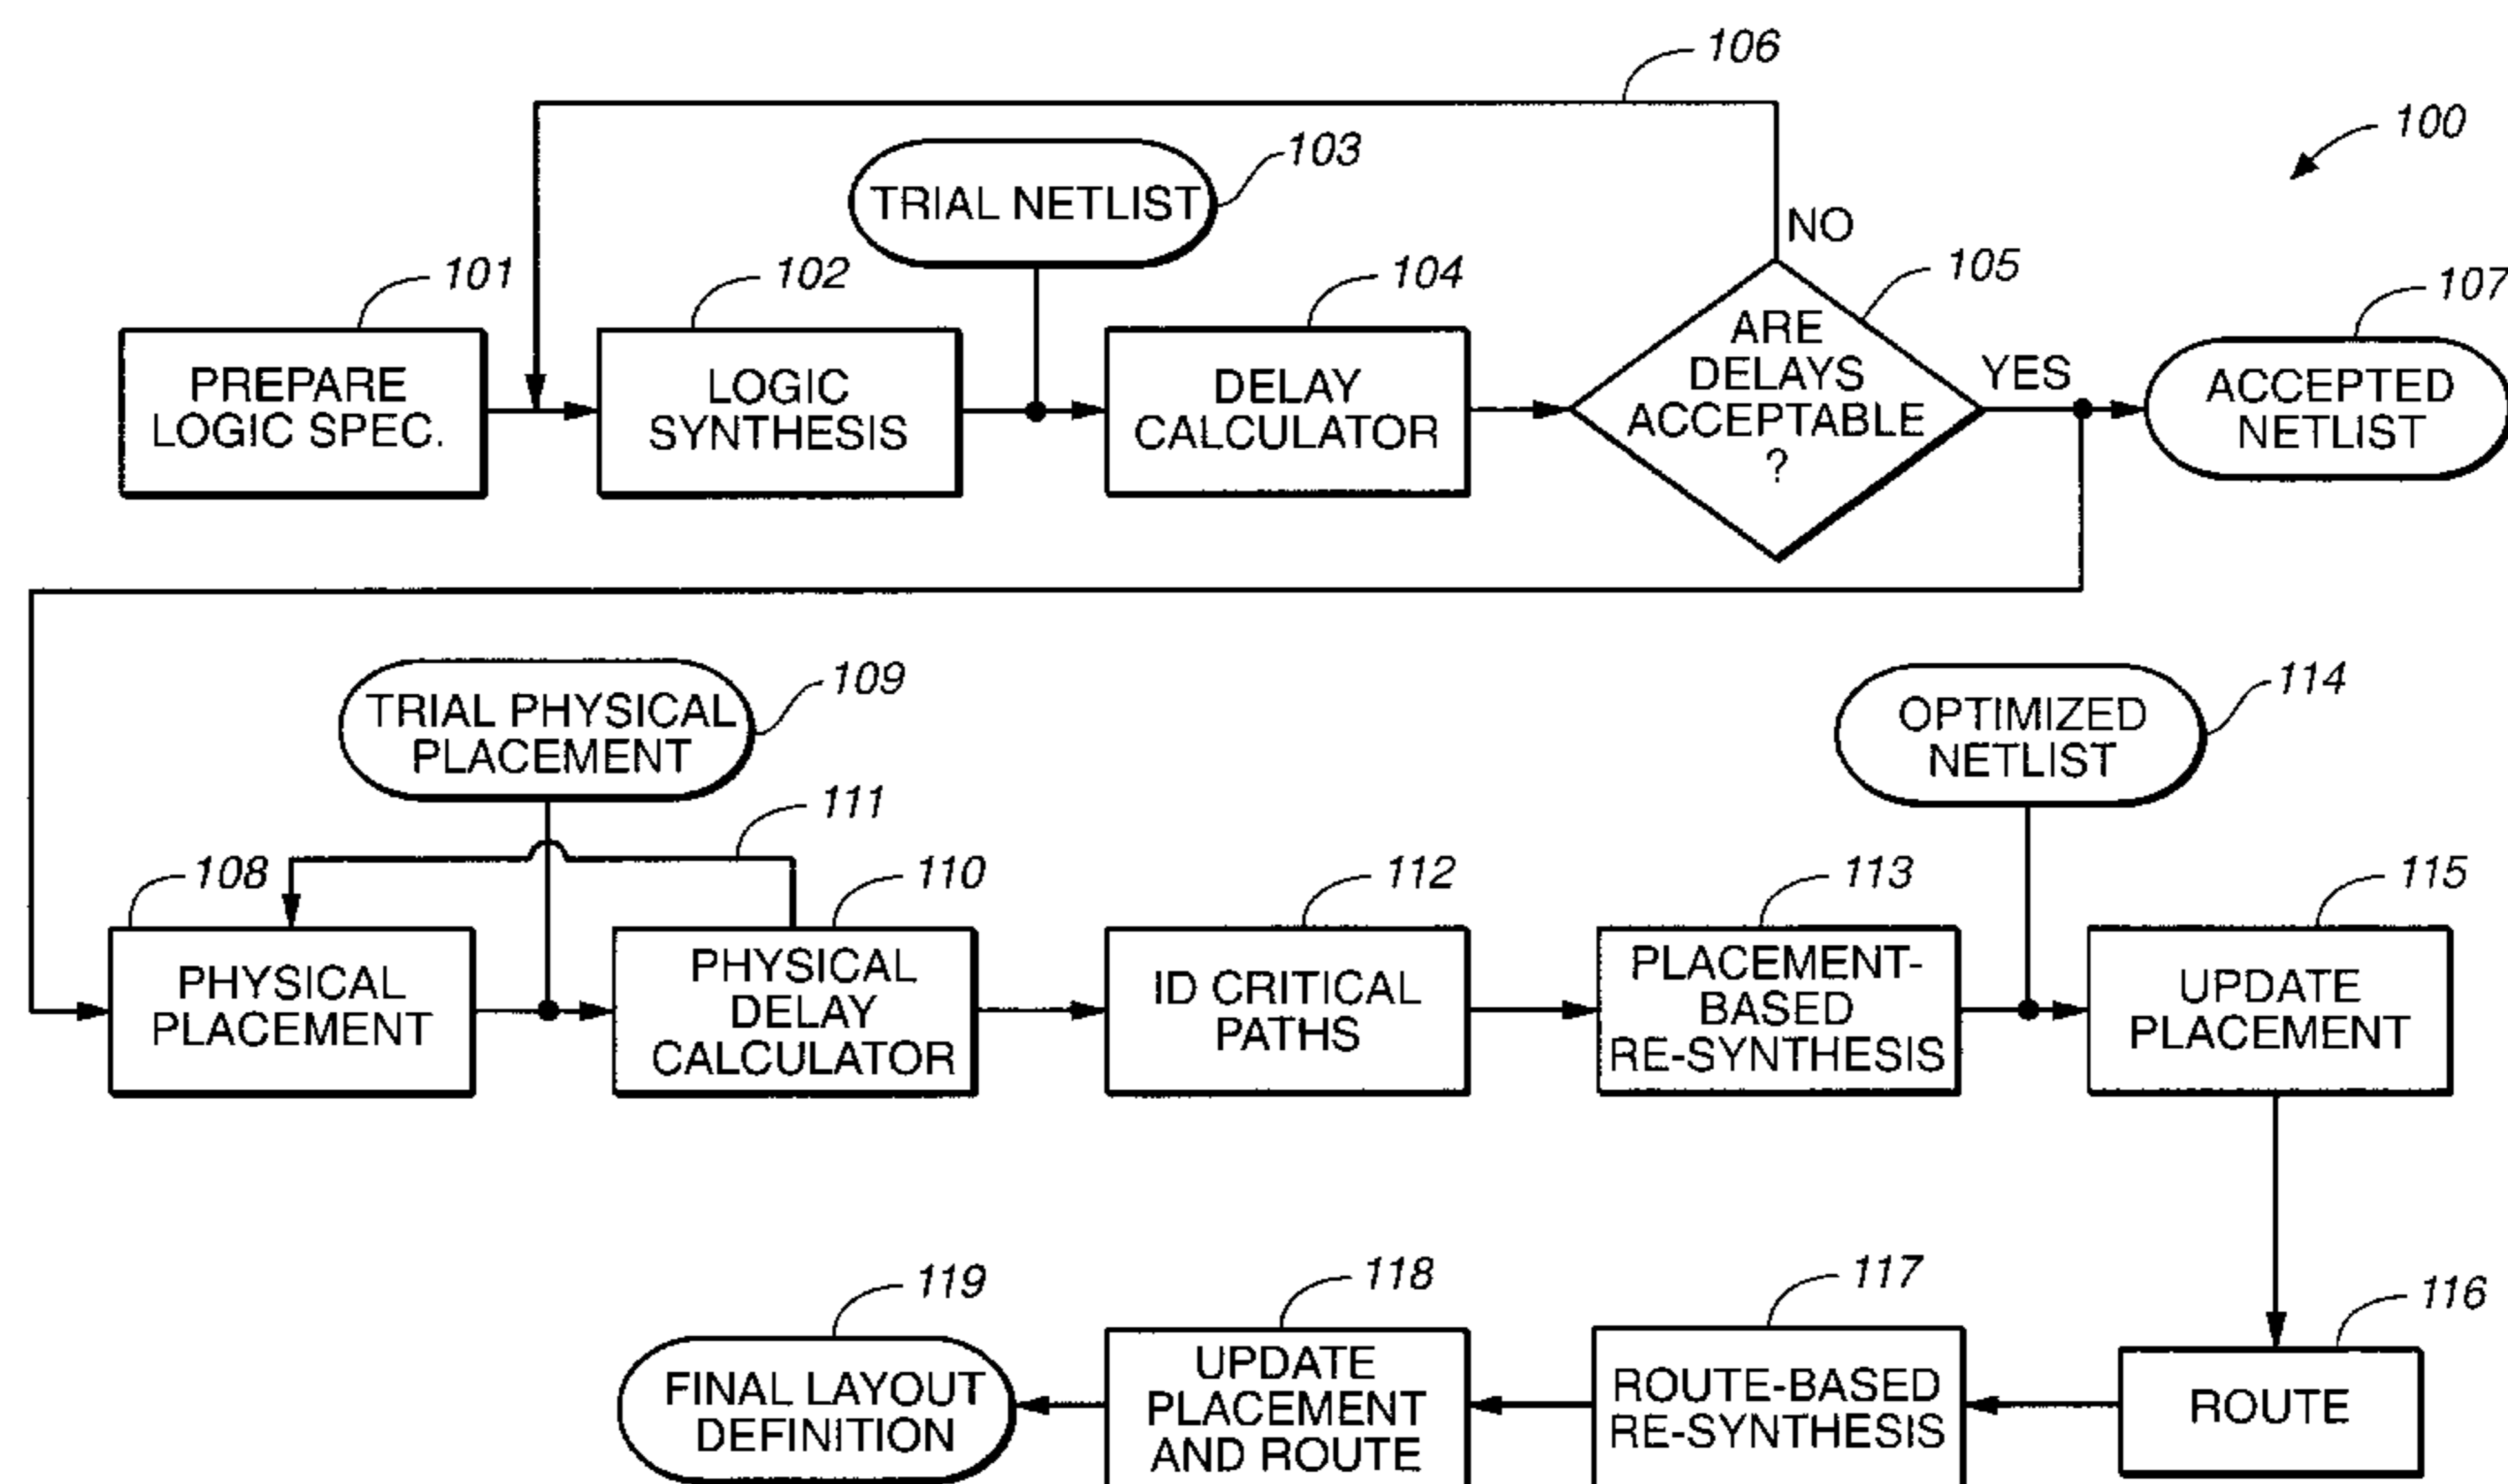 106
100
103
TRIAL NETLIST
NO
101
102
104
105
107
PREPARE
LOGIC SPEC.
LOGIC
SYNTHESIS
DELAY
CALCULATOR
ARE
DELAYS
ACCEPTABLE
?
YES
ACCEPTED
NETLIST
109
TRIAL PHYSICAL
PLACEMENT
114
OPTIMIZED
NETLIST
111
108
110
112
113
115
PHYSICAL
PLACEMENT
PHYSICAL
DELAY
CALCULATOR
ID CRITICAL
PATHS
PLACEMENT-
BASED
RE-SYNTHESIS
UPDATE
PLACEMENT
119
118
117
116
FINAL LAYOUT
DEFINITION
UPDATE
PLACEMENT
AND ROUTE
ROUTE-BASED
RE-SYNTHESIS
ROUTE